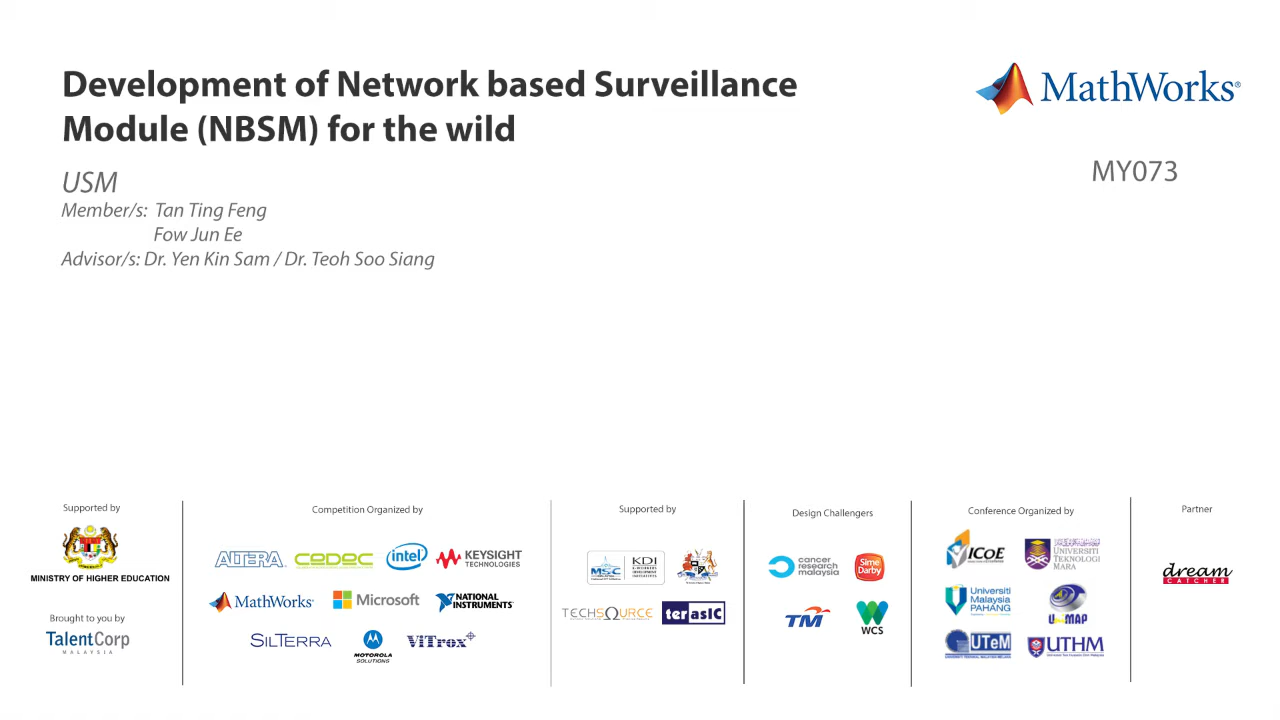 Development of Network based Surveillance
Module (NBSM) for the wild
MathWorks®
MY073
USM
Member/s: Tan Ting Feng
Fow Jun Ee
Advisor/s: Dr. Yen Kin Sam / Dr. Teoh Soo Siang
Supported by
MINISTRY OF HIGHER EDUCATION
Brought to you by
TalentCorp
MALAYSIA
Competition Organized by
ALTERA
CEDEC
intel
KEYSIGHT
TECHNOLOGIES
MathWorks
Microsoft
NATIONAL
INSTRUMENTS
SILTERRA
MOTOROLA
SOLUTIONS
ViTrox
Supported by
MSC
KDI
TECHSOURCE
terasIC
Design Challengers
cancer
research
malaysia
Sime
Darby
TM
WCS
Conference Organized by
ICOE
UNIVERSITI
TEKNOLOGI
MARA
Universiti
Malaysia
PAHANG
UniMAP
UTeM
UTHM
Partner
dream
CATCHER